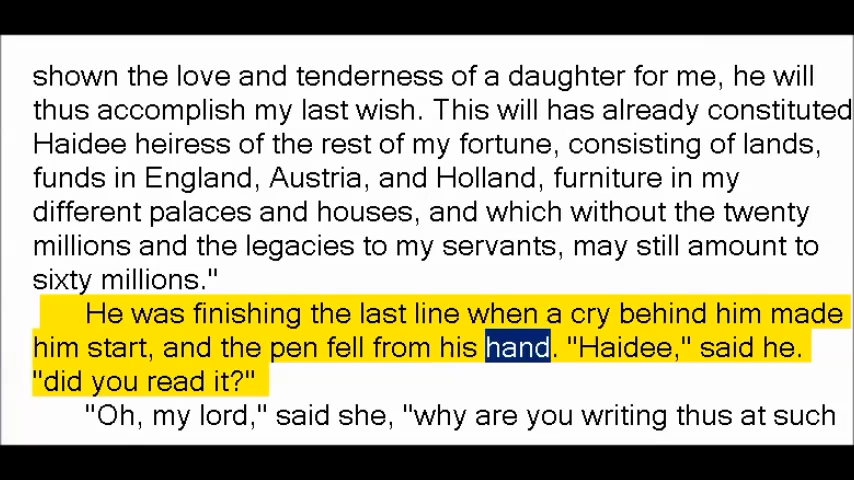 shown the love and tenderness of a daughter for me, he will
thus accomplish my last wish. This will has already constituted
Haidee heiress of the rest of my fortune, consisting of lands,
funds in England, Austria, and Holland, furniture in my
different palaces and houses, and which without the twenty
millions and the legacies to my servants, may still amount to
sixty millions."
He was finishing the last line when a cry behind him made
him start, and the pen fell from his hand. "Haidee," said he.
"did you read it?"
"Oh, my lord," said she, "why are you writing thus at such